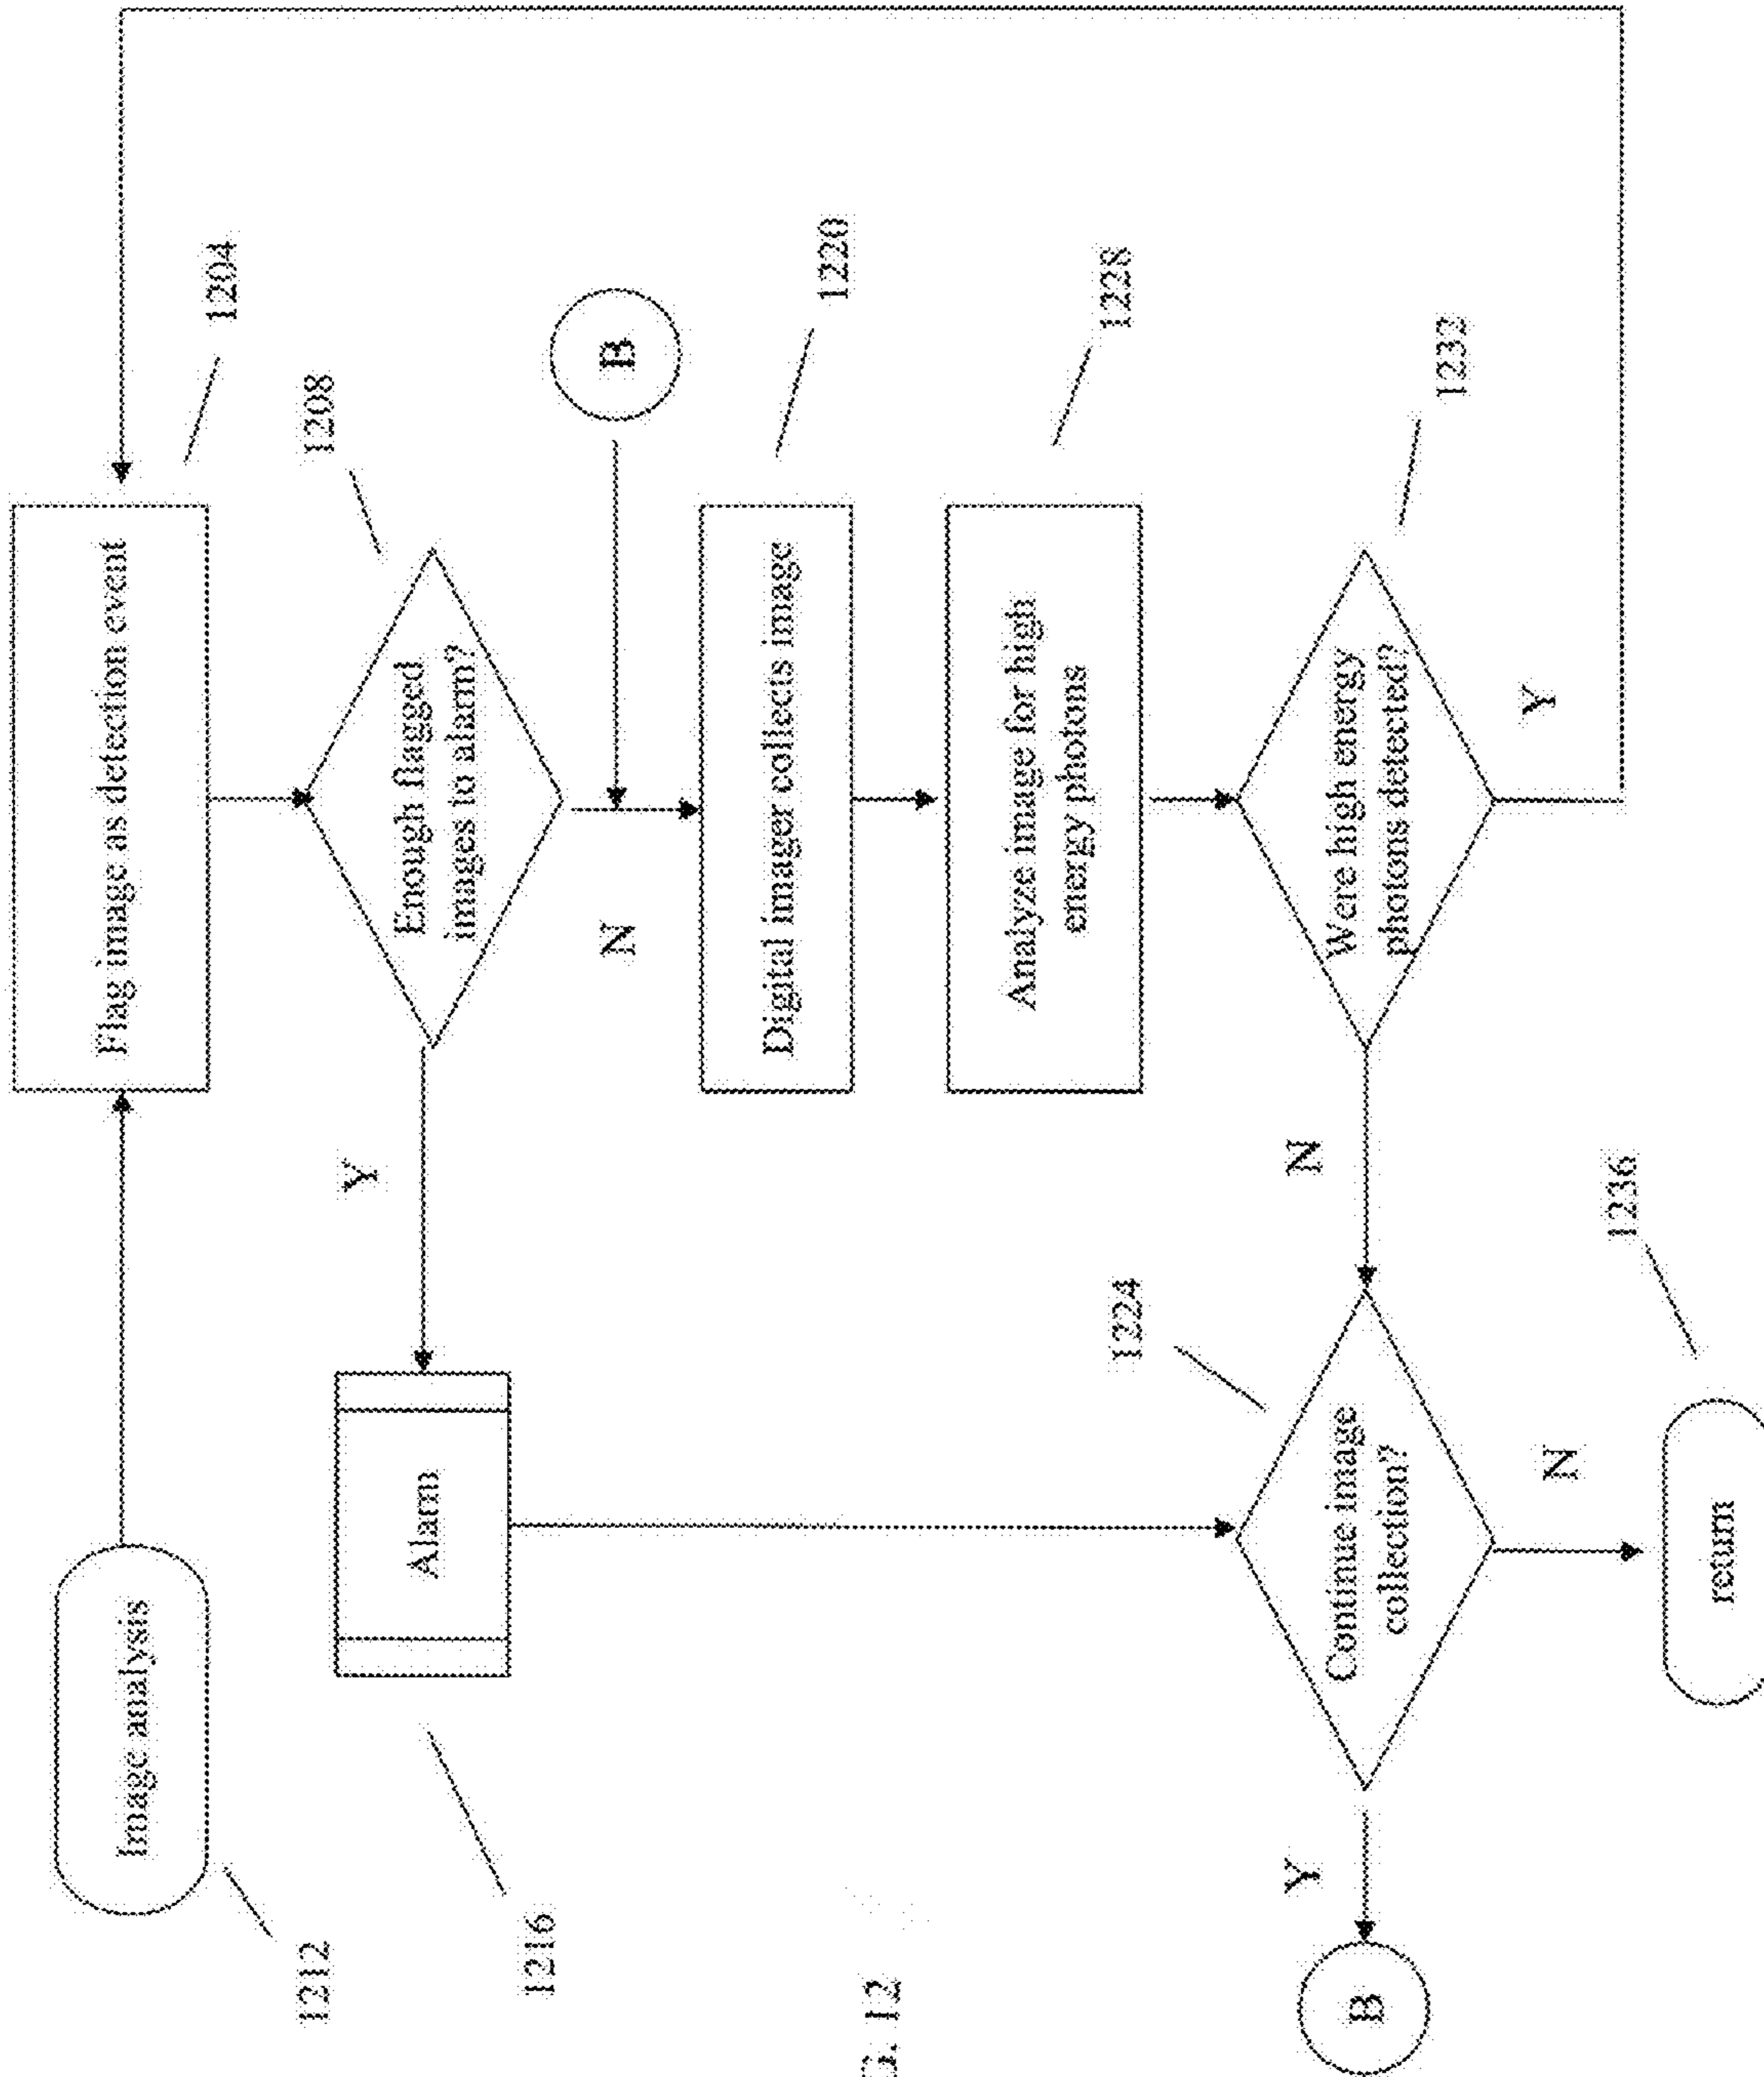 Image analysis
1212
Flag image as detection event
1204
Enough flagged
images to alarm?
1208
Y
N
Alarm
1216
B
Digital imager collects image
1220
Analyze image for high
energy photons
1228
Were high energy
photons detected?
1232
Y
N
Continue image
collection?
1224
Y
B
N
return
1236
G. 12